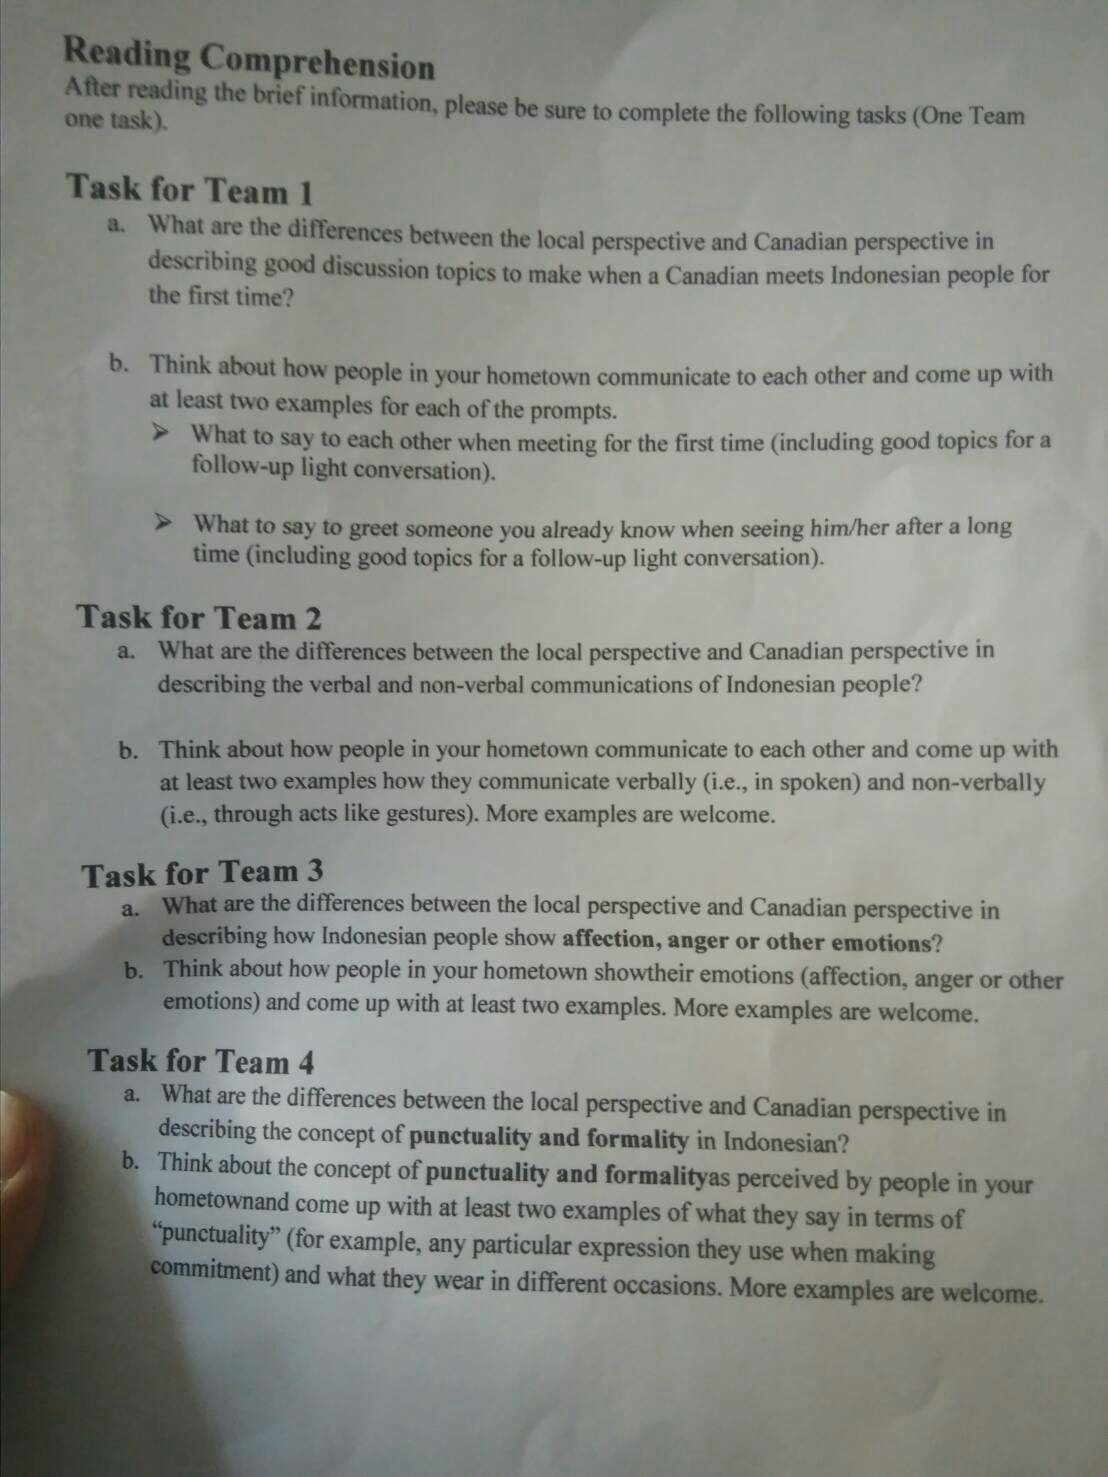 Reading Comprehension
After reading the brief information, please be sure to complete the following tasks (One Team
one task).
Task for Team 1
a. What are the differences between the local perspective and Canadian perspective in
describing good discussion topics to make when a Canadian meets Indonesian people for
the first time?
b. Think about how people in your hometown communicate to each other and come up with
at least two examples for each of the prompts.
➢ What to say to each other when meeting for the first time (including good topics for a
follow-up light conversation).
➢ What to say to greet someone you already know when seeing him/her after a long
time (including good topics for a follow-up light conversation).
Task for Team 2
a. What are the differences between the local perspective and Canadian perspective in
describing the verbal and non-verbal communications of Indonesian people?
b. Think about how people in your hometown communicate to each other and come up with
at least two examples how they communicate verbally (i.e., in spoken) and non-verbally
(i.e., through acts like gestures). More examples are welcome.
Task for Team 3
a. What are the differences between the local perspective and Canadian perspective in
describing how Indonesian people show affection, anger or other emotions?
b. Think about how people in your hometown showtheir emotions (affection, anger or other
emotions) and come up with at least two examples. More examples are welcome.
Task for Team 4
a. What are the differences between the local perspective and Canadian perspective in
describing the concept of punctuality and formality in Indonesian?
b. Think about the concept of punctuality and formalityas perceived by people in your
hometownand come up with at least two examples of what they say in terms of
“punctuality” (for example, any particular expression they use when making
commitment) and what they wear in different occasions. More examples are welcome.